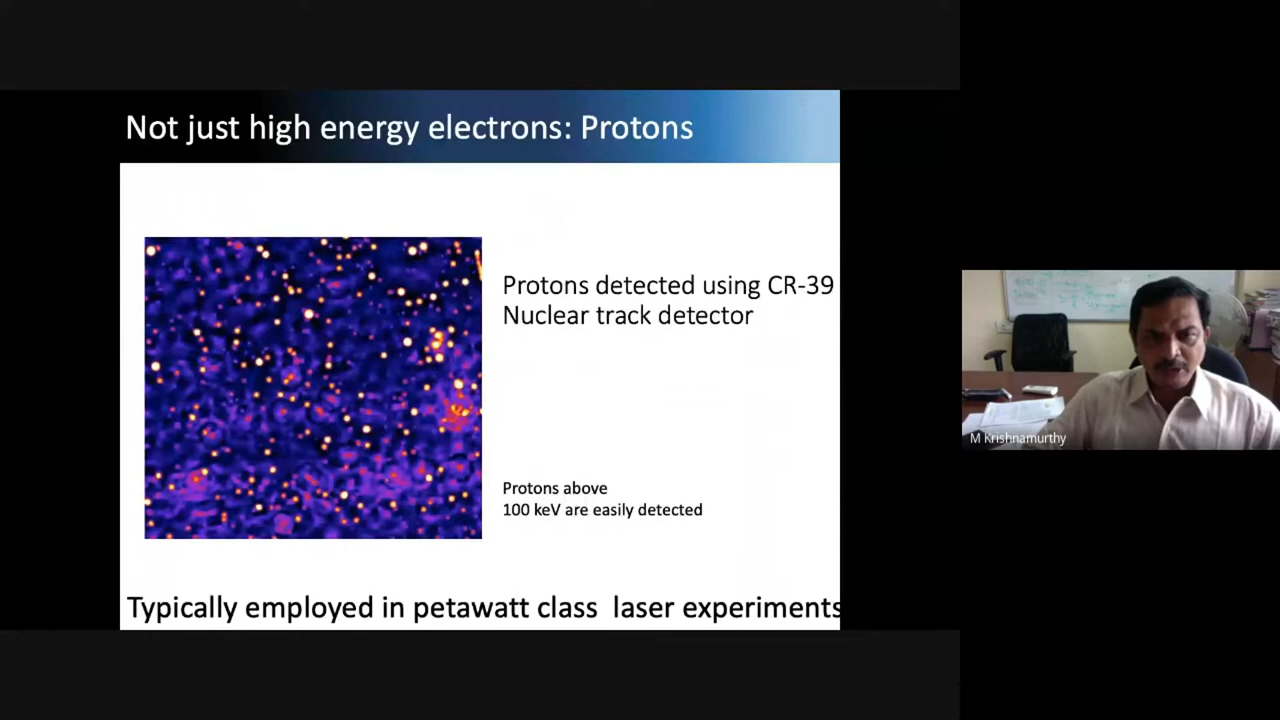 Not just high energy electrons: Protons
Protons detected using CR-39
Nuclear track detector
Protons above
100 keV are easily detected
Typically employed in petawatt class laser experiments
M Krishnamurthy